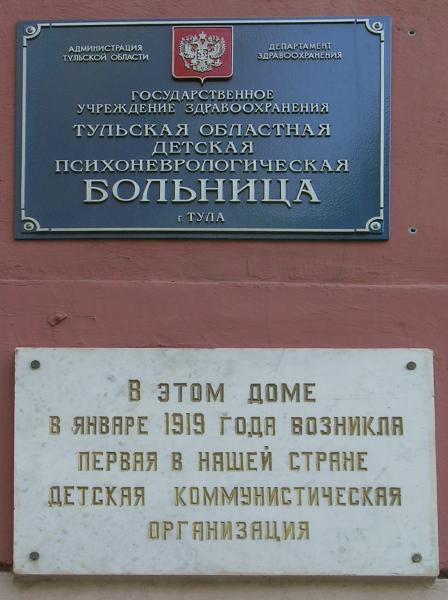 АДМИНИСТРАЦИЯ
ТУЛЬСКОЙ ОБЛАСТИ
ДЕПАРТАМЕНТ
ЗДРАВООХРАНЕНИЯ
ГОСУДАРСТВЕННОЕ
УЧРЕЖДЕНИЕ ЗДРАВООХРАНЕНИЯ
ТУЛЬСКАЯ ОБЛАСТНАЯ
ДЕТСКАЯ
ПСИХОНЕВРОЛОГИЧЕСКАЯ
БОЛЬНИЦА
г. ТУЛА
В ЭТОМ ДОМЕ
В ЯНВАРЕ 1919 ГОДА ВОЗНИКЛА
ПЕРВАЯ В НАШЕЙ СТРАНЕ
ДЕТСКАЯ КОММУНИСТИЧЕСКАЯ
ОРГАНИЗАЦИЯ